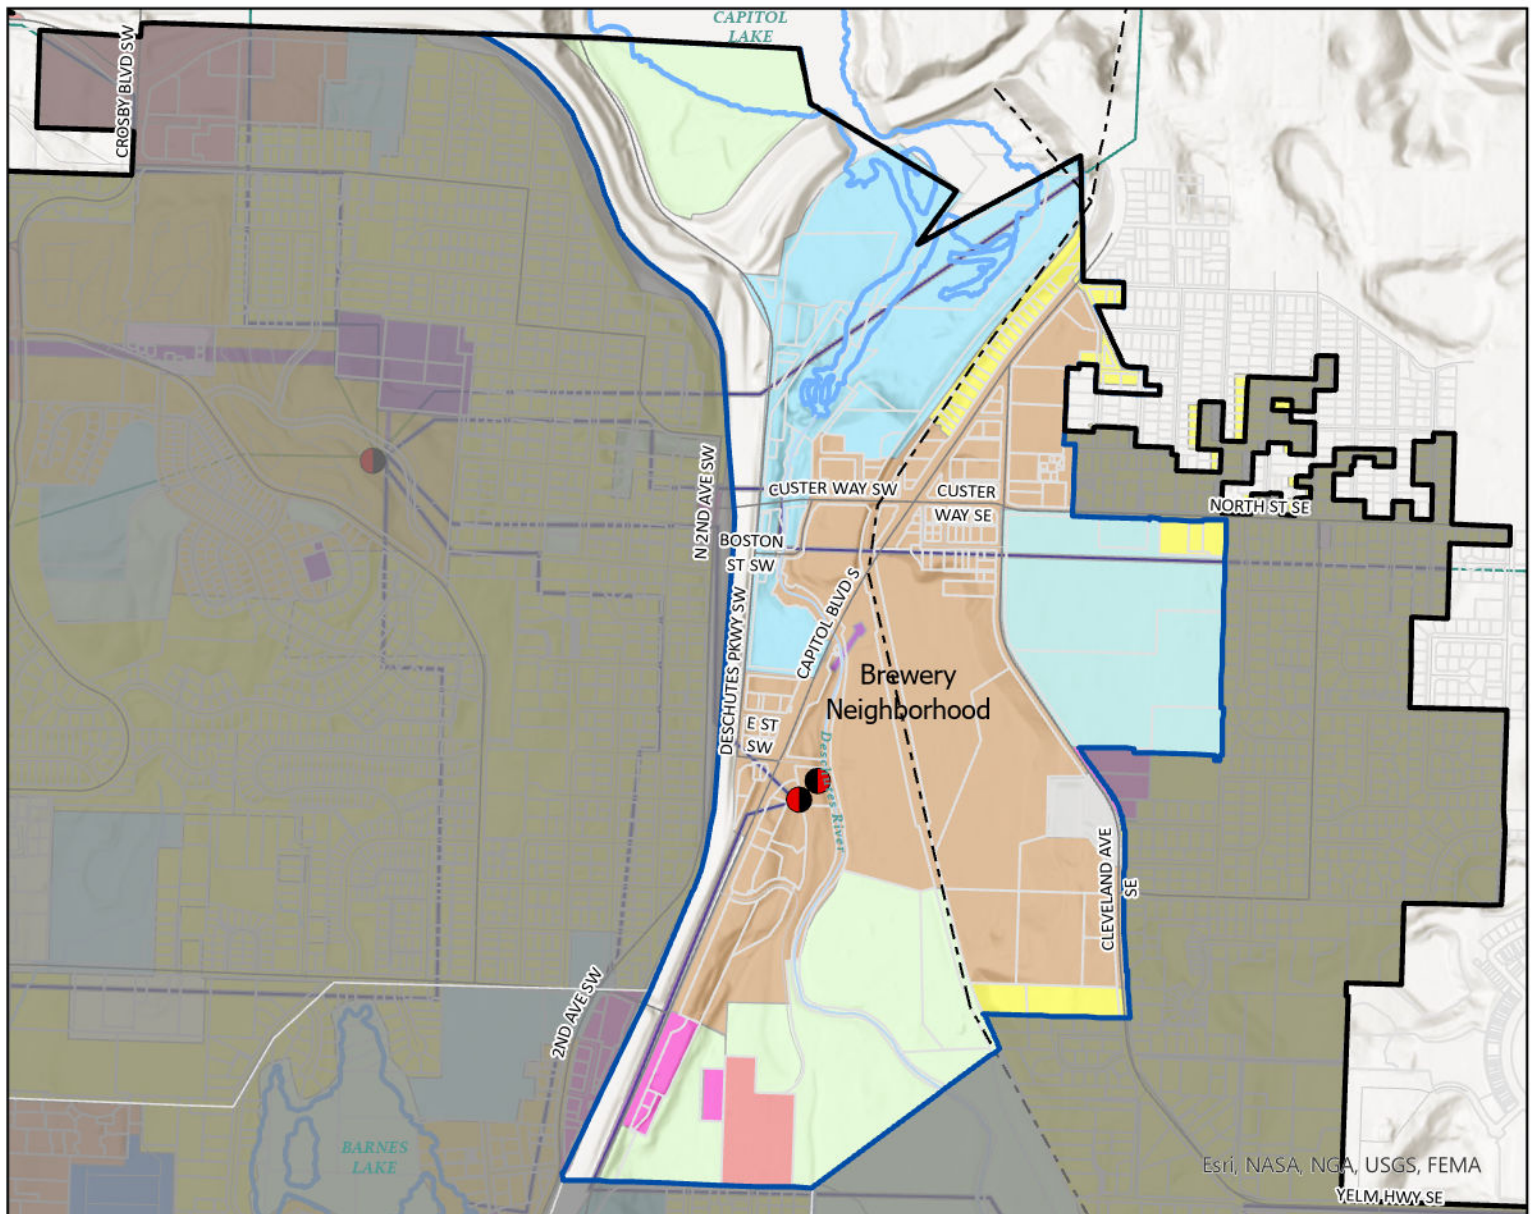 CAPITOL
LAKE
CROSBY BLVD SW
N 2ND AVE SW
CUSTER WAY SW
CUSTER
WAY SE
NORTH ST SE
BOSTON
ST SW
DESCHUTES PKWY SW
CAPITOL BLVD S
Brewery
Neighborhood
E ST
SW
Deschutes River
CLEVELAND AVE
SE
2ND AVE SW
BARNES
LAKE
Esri, NASA, NGA, USGS, FEMA
YELM HWY SE